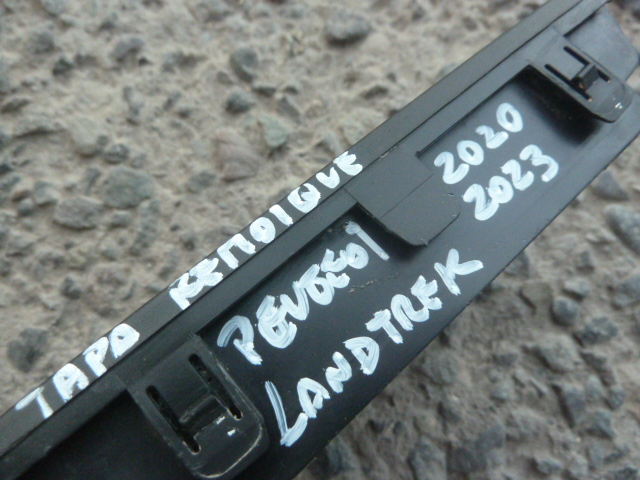 TAPA REMOLQUE
PEUGEOT
LANDTREK
2020
2023